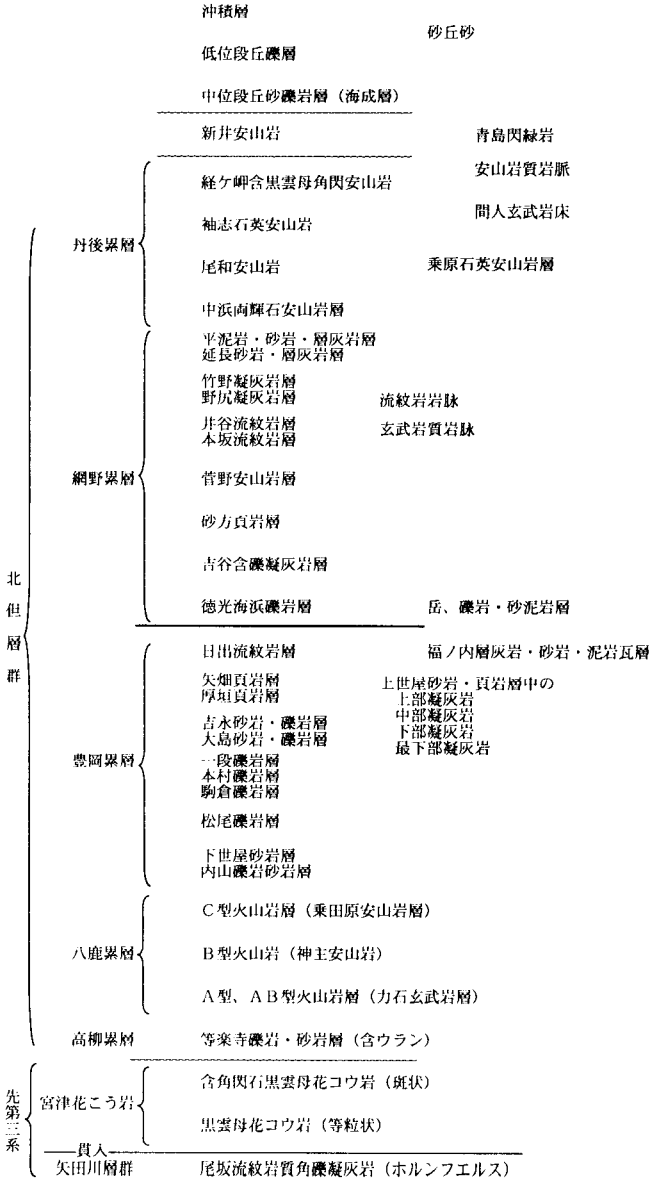 沖積層
砂丘砂
低位段丘礫層
中位段丘砂礫岩層（海成層）
新井安山岩
青島閃緑岩
安山岩質岩脈
丹後累層
経ケ岬含黒雲母角閃安山岩
間人玄武岩床
袖志石英安山岩
尾和安山岩
乗原石英安山岩層
中浜両輝石安山岩層
網野累層
平泥岩・砂岩・層灰岩層
延長砂岩・層灰岩層
竹野凝灰岩層
野尻凝灰岩層
流紋岩岩脈
井谷流紋岩層
本坂流紋岩層
玄武岩質岩脈
菅野安山岩層
砂方頁岩層
吉谷含礫凝灰岩層
徳光海浜礫岩層
岳、礫岩・砂泥岩層
北但層群
豊岡累層
日出流紋岩層
福ノ内層灰岩・砂岩・泥岩瓦層
矢畑頁岩層
厚垣頁岩層
上世屋砂岩・頁岩層中の
上部凝灰岩
中部凝灰岩
下部凝灰岩
最下部凝灰岩
吉永砂岩・礫岩層
大島砂岩・礫岩層
一段礫岩層
本村礫岩層
駒倉礫岩層
松尾礫岩層
下世屋砂岩層
内山礫岩砂岩層
八鹿累層
Ｃ型火山岩層（乗田原安山岩層）
Ｂ型火山岩（神主安山岩）
Ａ型、ＡＢ型火山岩層（力石玄武岩層）
高柳累層
等楽寺礫岩・砂岩層（含ウラン）
先第三系
宮津花こう岩
含角閃石黒雲母花コウ岩（斑状）
黒雲母花コウ岩（等粒状）
貫入
矢田川層群
尾坂流紋岩質角礫凝灰岩（ホルンフエルス）